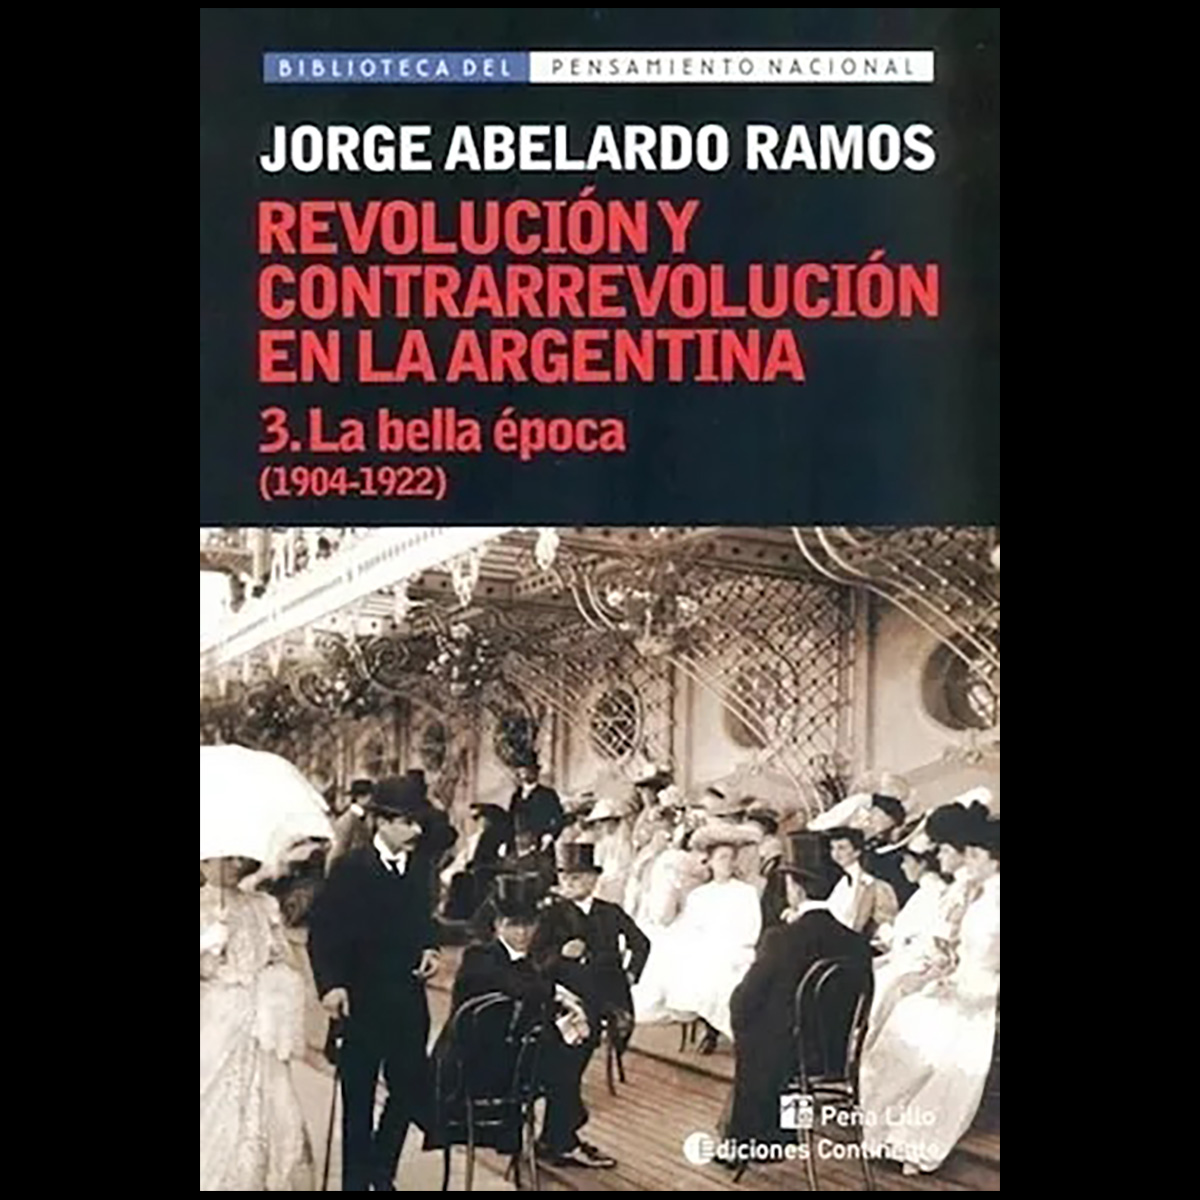 BIBLIOTECA DEL PENSAMIENTO NACIONAL
JORGE ABELARDO RAMOS
REVOLUCIÓN Y
CONTRARREVOLUCIÓN
EN LA ARGENTINA
3. La bella época
(1904-1922)
Peña Lillo
Ediciones Continente